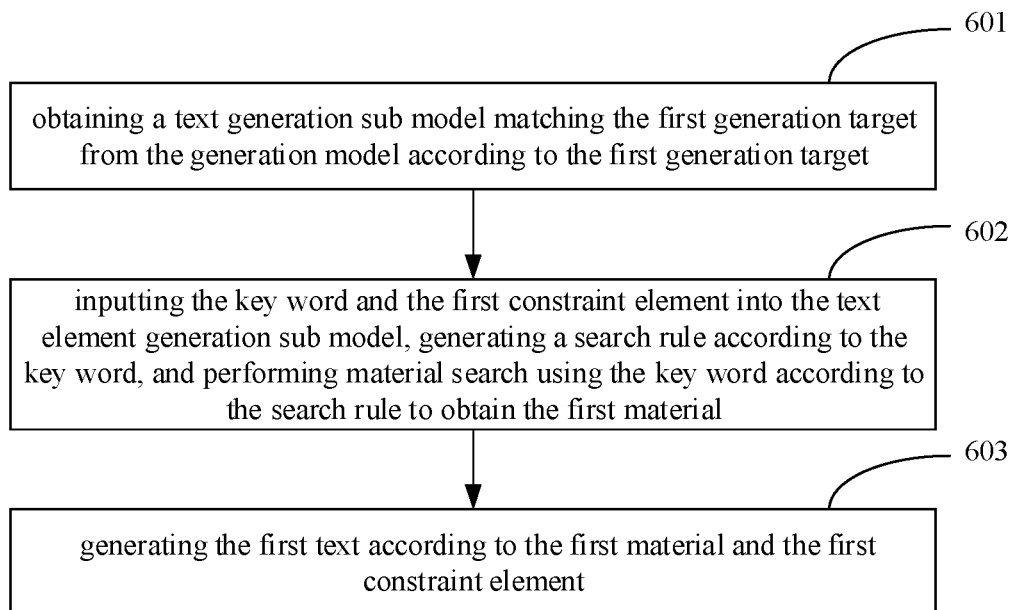 601
obtaining a text generation sub model matching the first generation target
from the generation model according to the first generation target
602
inputting the key word and the first constraint element into the text
element generation sub model, generating a search rule according to the
key word, and performing material search using the key word according to
the search rule to obtain the first material
603
generating the first text according to the first material and the first
constraint element